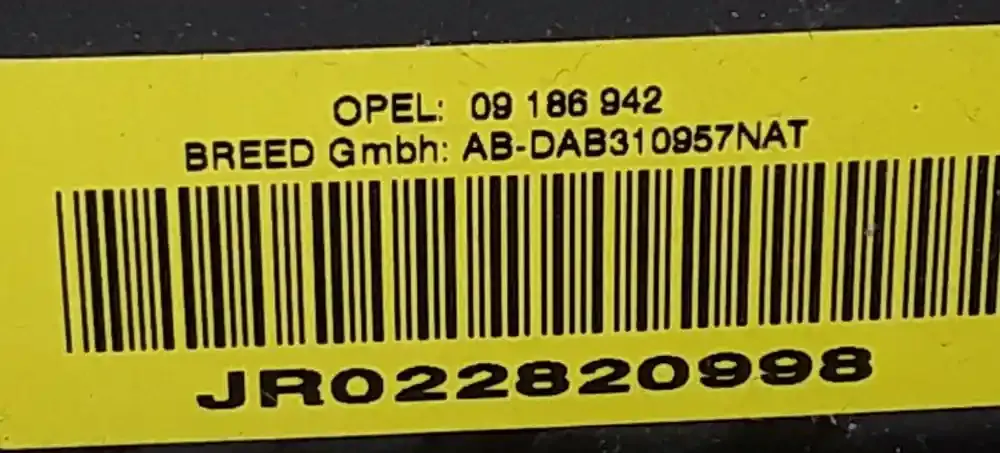 OPEL: 09 186 942
BREED Gmbh: AB-DAB310957NAT
JR022820998